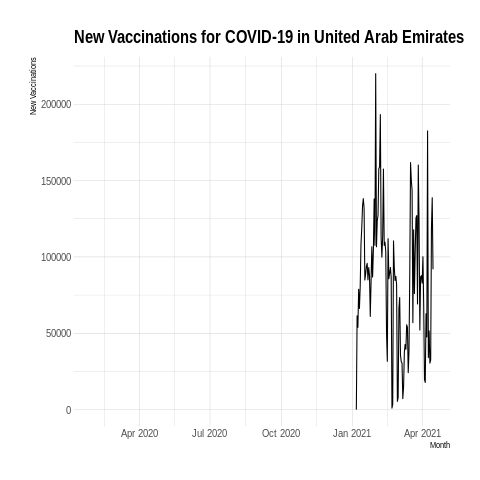 New Vaccinations for COVID-19 in United Arab Emirates
New Vaccinations
200000
150000
100000
50000
0
Apr 2020 Jul 2020 Oct 2020 Jan 2021 Apr 2021
Month